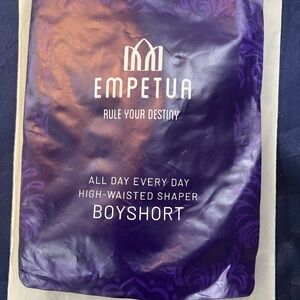 EMPETUA
RULE YOUR DESTINY
ALL DAY EVERY DAY
HIGH-WAISTED SHAPER
BOYSHORT